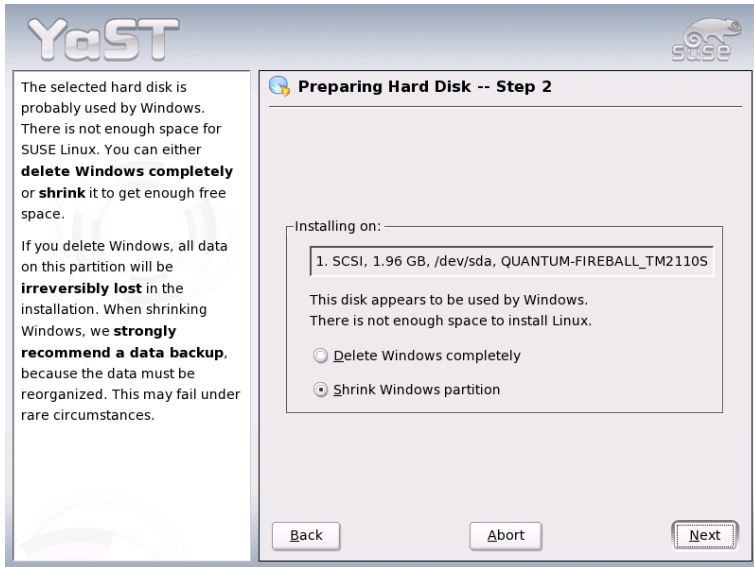 YaST
SUSE
The selected hard disk is
probably used by Windows.
There is not enough space for
SUSE Linux. You can either
delete Windows completely
or shrink it to get enough free
space.
If you delete Windows, all data
on this partition will be
irreversibly lost in the
installation. When shrinking
Windows, we strongly
recommend a data backup,
because the data must be
reorganized. This may fail under
rare circumstances.
Preparing Hard Disk -- Step 2
Installing on:
1. SCSI, 1.96 GB, /dev/sda, QUANTUM-FIREBALL_TM2110S
This disk appears to be used by Windows.
There is not enough space to install Linux.
Delete Windows completely
Shrink Windows partition
Back
Abort
Next